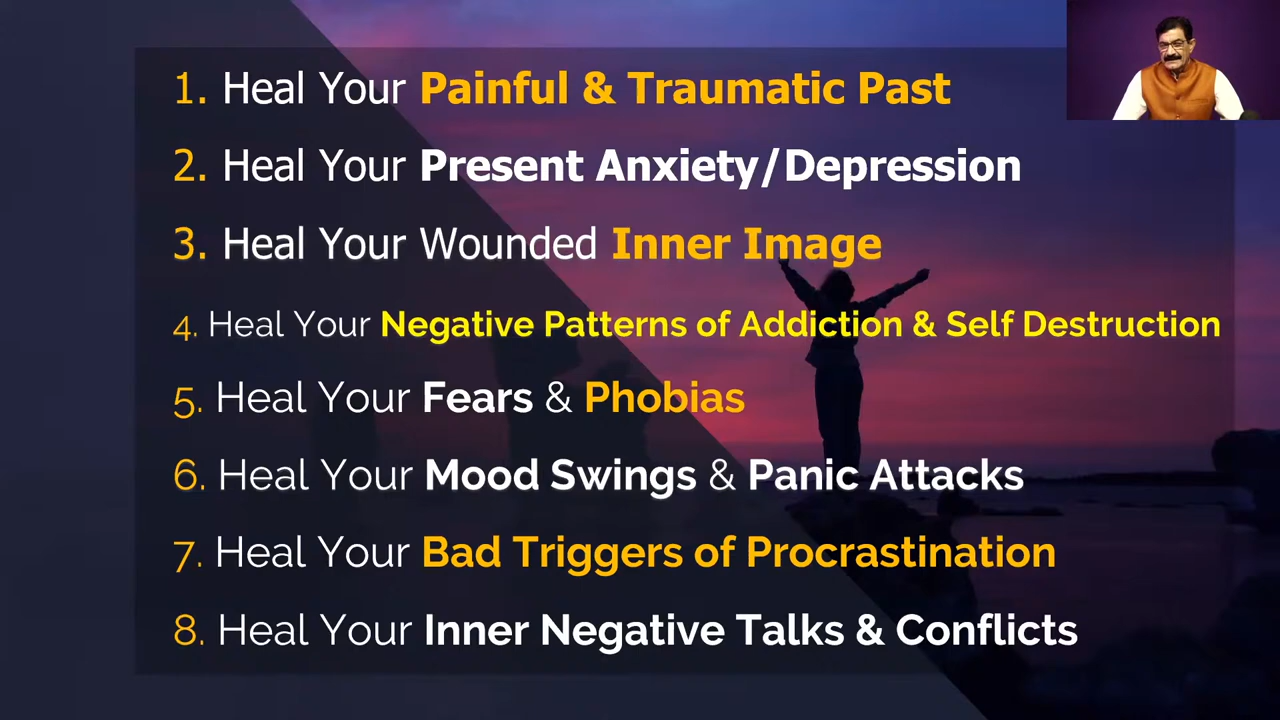 1. Heal Your Painful & Traumatic Past
2. Heal Your Present Anxiety/Depression
3. Heal Your Wounded Inner Image
4. Heal Your Negative Patterns of Addiction & Self Destruction
5. Heal Your Fears & Phobias
6. Heal Your Mood Swings & Panic Attacks
7. Heal Your Bad Triggers of Procrastination
8. Heal Your Inner Negative Talks & Conflicts